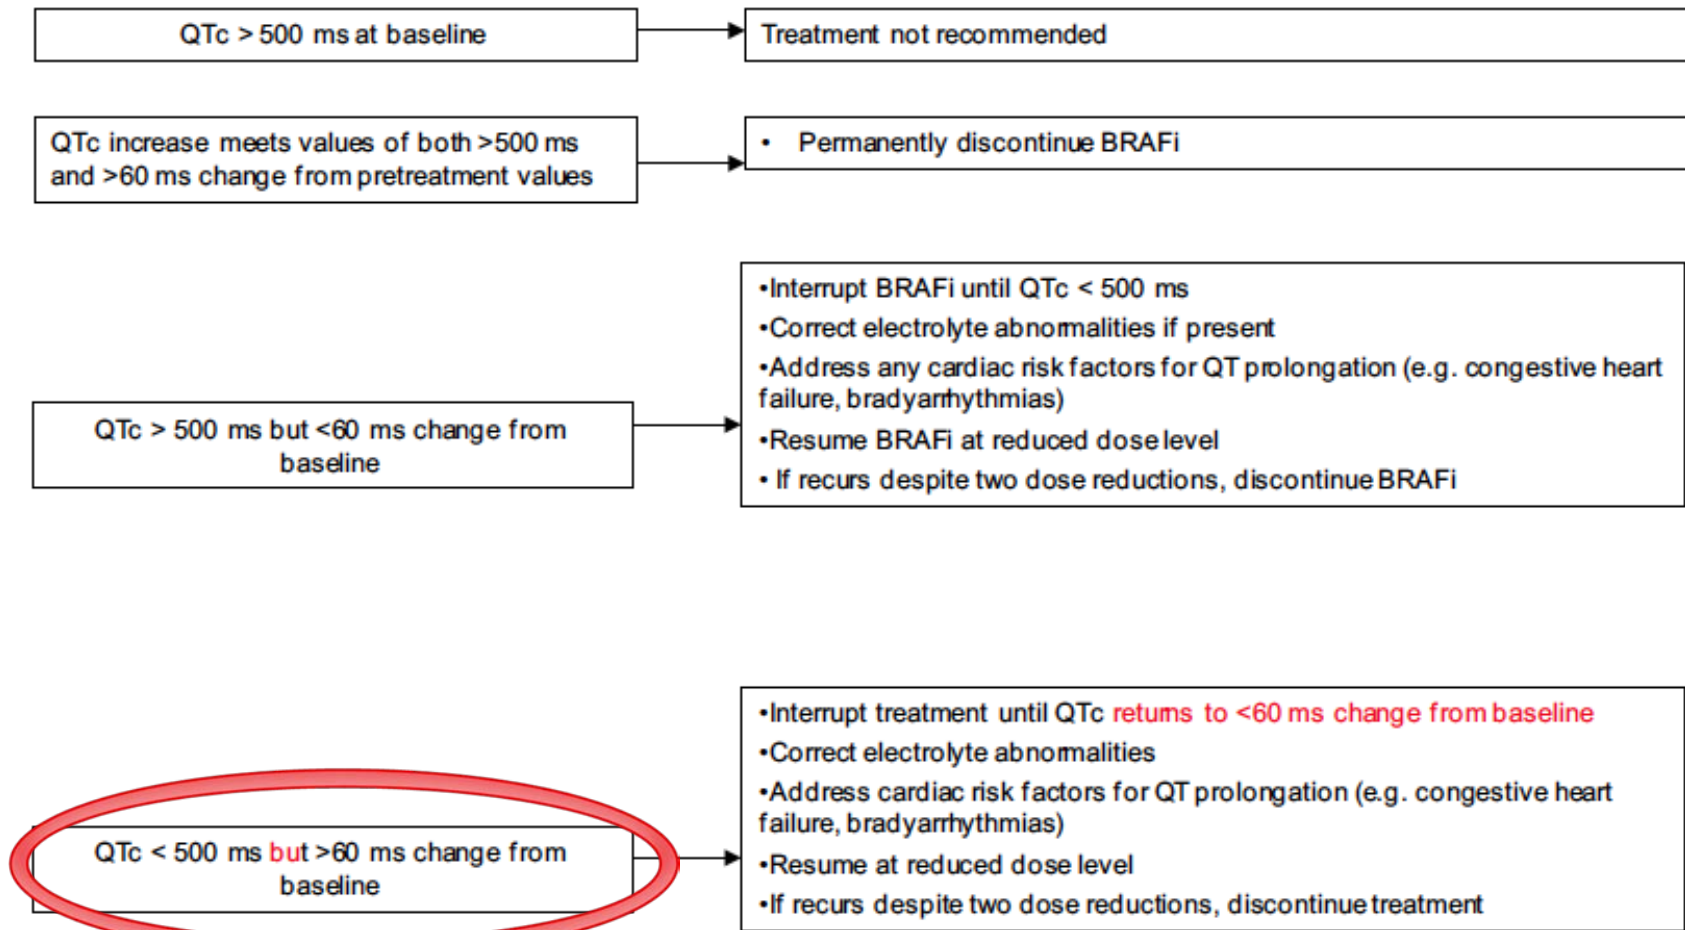 QTc > 500 ms at baseline
Treatment not recommended
QTc increase meets values of both >500 ms
and >60 ms change from pretreatment values
• Permanently discontinue BRAFi
QTc > 500 ms but <60 ms change from
baseline
•Interrupt BRAFi until QTc < 500 ms
•Correct electrolyte abnormalities if present
•Address any cardiac risk factors for QT prolongation (e.g. congestive heart
failure, bradyarrhythmias)
•Resume BRAFi at reduced dose level
• If recurs despite two dose reductions, discontinue BRAFi
QTc < 500 ms but >60 ms change from
baseline
•Interrupt treatment until QTc returns to <60 ms change from baseline
•Correct electrolyte abnormalities
•Address cardiac risk factors for QT prolongation (e.g. congestive heart
failure, bradyarrhythmias)
•Resume at reduced dose level
•If recurs despite two dose reductions, discontinue treatment